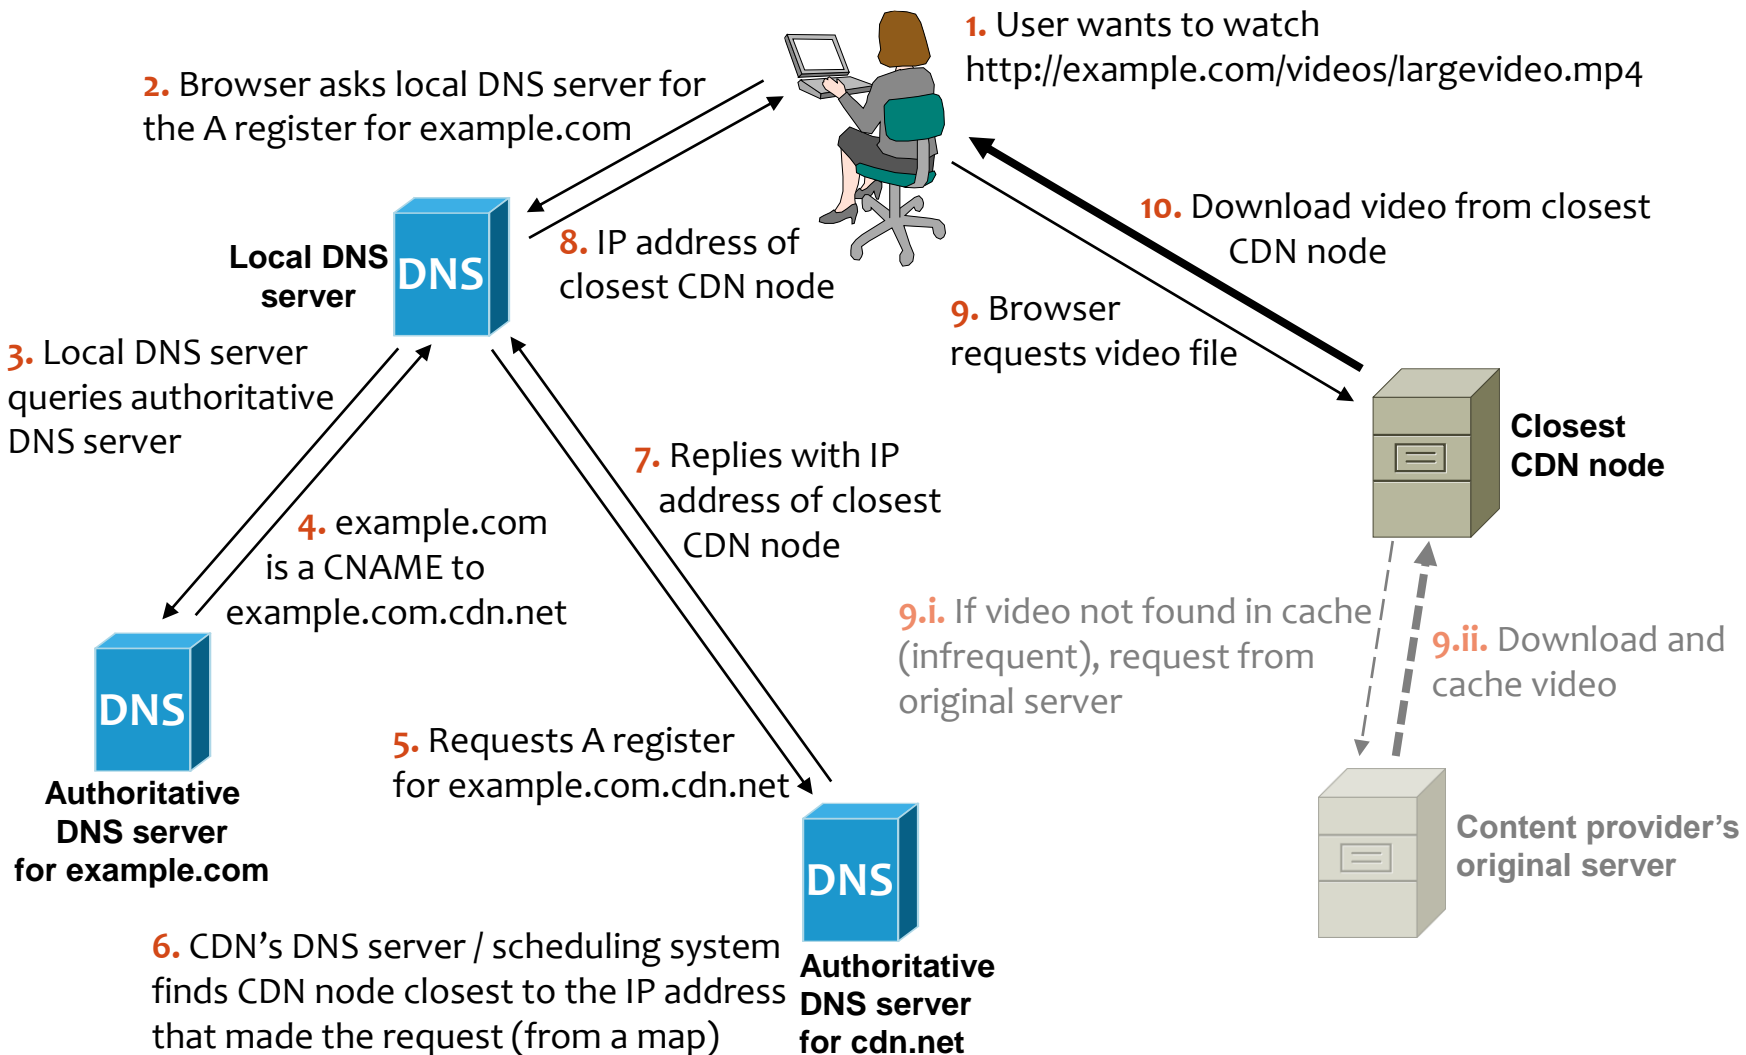 1. User wants to watch
http://example.com/videos/largevideo.mp4
2. Browser asks local DNS server for
the A register for example.com
Local DNS
server
DNS
8. IP address of
closest CDN node
10. Download video from closest
CDN node
9. Browser
requests video file
3. Local DNS server
queries authoritative
DNS server
Closest
CDN node
7. Replies with IP
address of closest
CDN node
4. example.com
is a CNAME to
example.com.cdn.net
9.i. If video not found in cache
(infrequent), request from
original server
9.ii. Download and
cache video
DNS
Authoritative
DNS server
for example.com
5. Requests A register
for example.com.cdn.net
Content provider’s
original server
DNS
Authoritative
DNS server
for cdn.net
6. CDN’s DNS server / scheduling system
finds CDN node closest to the IP address
that made the request (from a map)